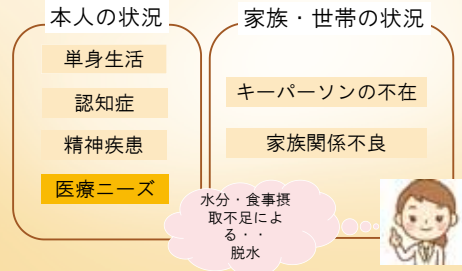 本人の状況
単身生活
認知症
精神疾患
医療ニーズ
家族・世帯の状況
キーパーソンの不在
家族関係不良
水分・食事摂
取不足によ
る・・
脱水